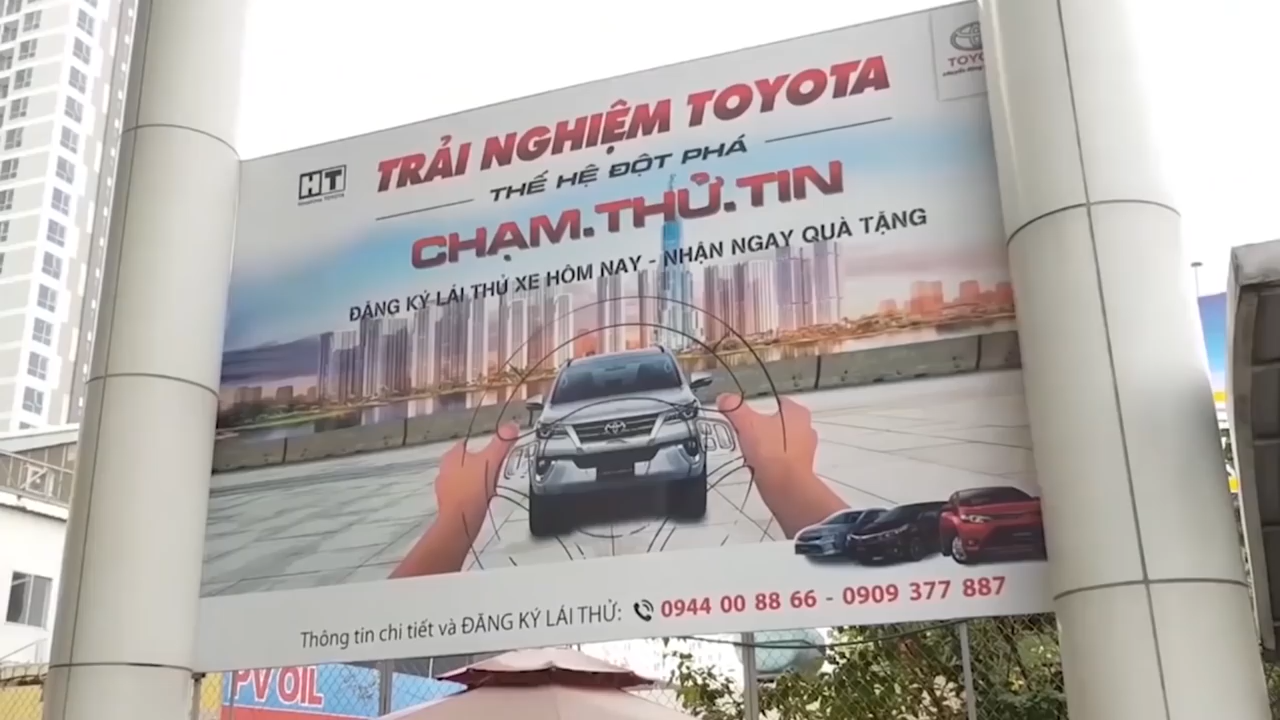 HT
TRẢI NGHIỆM TOYOTA
THẾ HỆ ĐỘT PHÁ
CHẠM.THỬ.TIN
ĐĂNG KÝ LÁI THỬ XE HÔM NAY - NHẬN NGAY QUÀ TẶNG
Thông tin chi tiết và ĐĂNG KÝ LÁI THỬ: 0944 00 88 66 - 0909 377 887
PV OIL